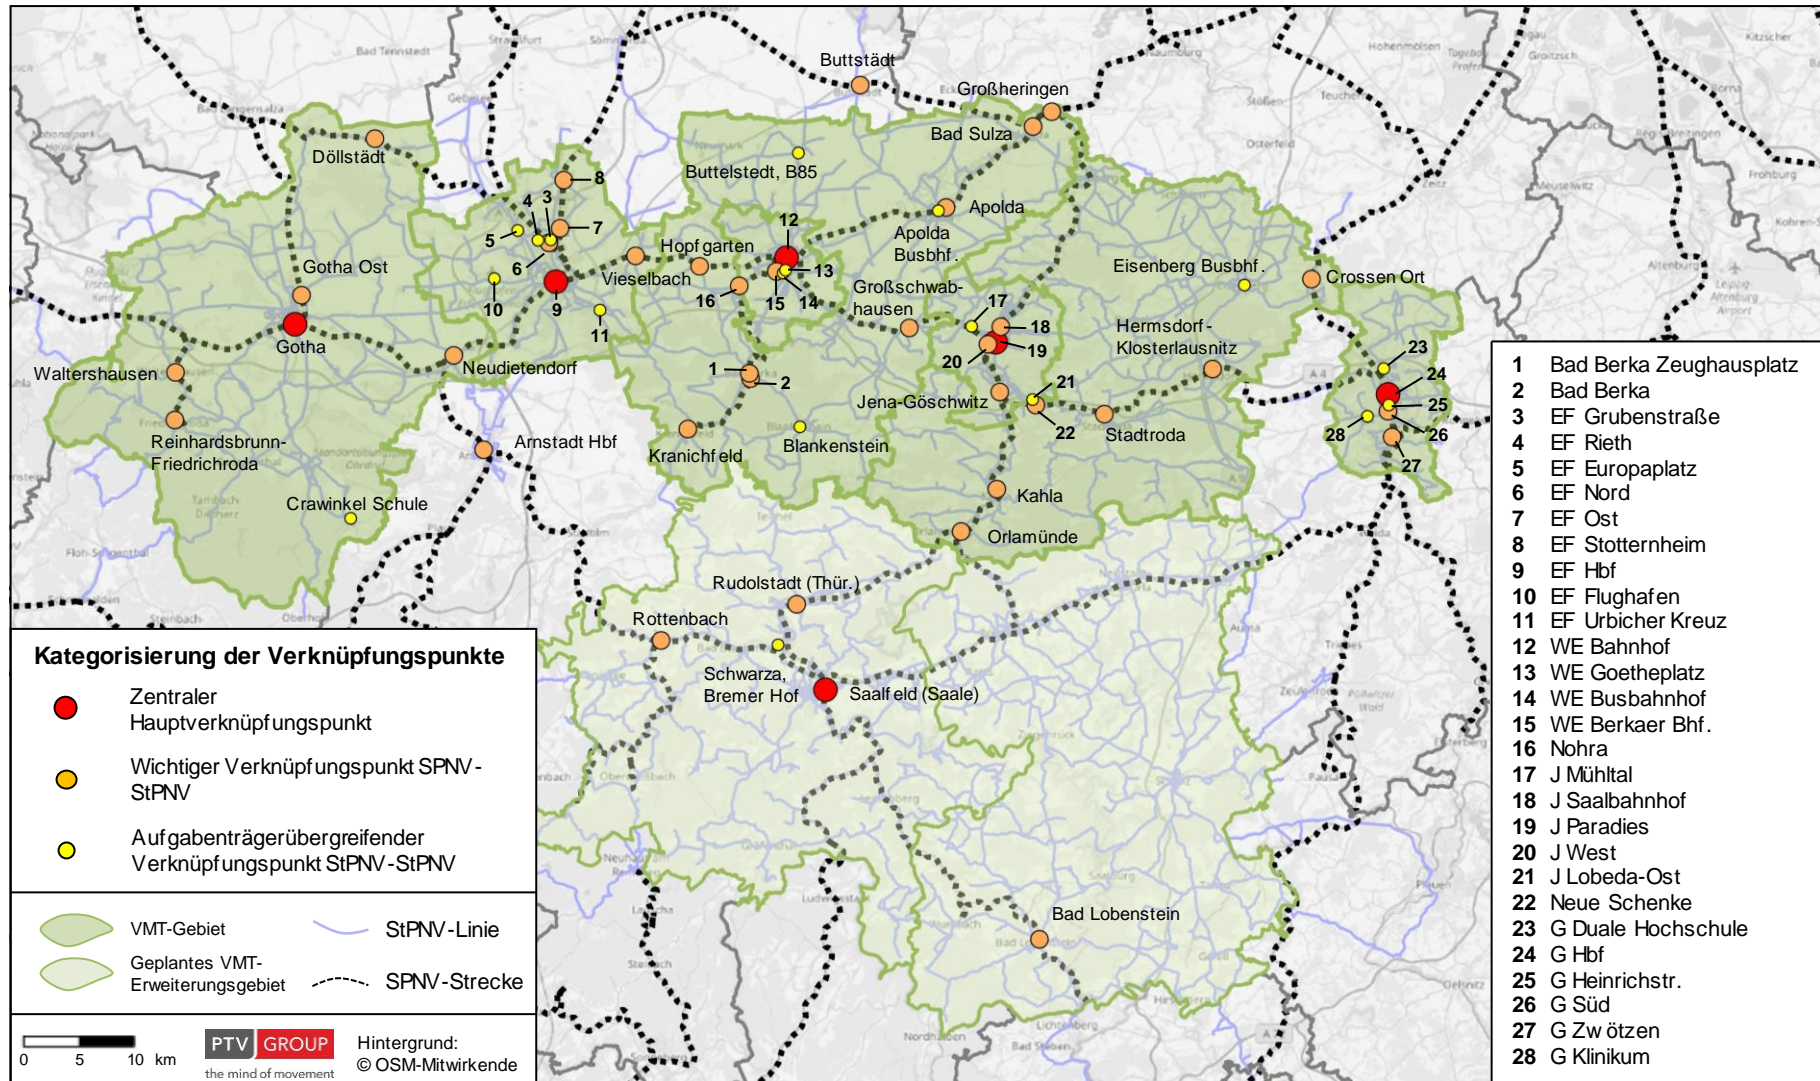 Buttstädt
Großheringen
Bad Sulza
Döllstädt
Buttelstedt, B85
8
3
4
7
5
6
Apolda
12
Apolda
Busbhf.
Hopfgarten
Gotha Ost
Vieselbach
13
Eisenberg Busbhf.
Crossen Ort
10
9
11
16
15
14
Großschwab-
hausen
17
18
Hermsdorf-
Klosterlausnitz
Gotha
19
20
23
Waltershausen
Neudietendorf
1
2
21
24
Jena-Göschwitz
25
Reinhardsbrunn-
Friedrichroda
Arnstadt Hbf
Kranichfeld
Blankenstein
22
Stadtroda
28
26
27
Crawinkel Schule
Kahla
Orlamünde
Rudolstadt (Thür.)
Rottenbach
Schwarza,
Bremer Hof
Saalfeld (Saale)
Bad Lobenstein
Kategorisierung der Verknüpfungspunkte
Zentraler
Hauptverknüpfungspunkt
Wichtiger Verknüpfungspunkt SPNV-
StPNV
Aufgabenträgerübergreifender
Verknüpfungspunkt StPNV-StPNV
VMT-Gebiet
StPNV-Linie
Geplantes VMT-
Erweiterungsgebiet
SPNV-Strecke
0 5 10 km
PTV GROUP
the mind of movement
Hintergrund:
© OSM-Mitwirkende
1 Bad Berka Zeughausplatz
2 Bad Berka
3 EF Grubenstraße
4 EF Rieth
5 EF Europaplatz
6 EF Nord
7 EF Ost
8 EF Stotternheim
9 EF Hbf
10 EF Flughafen
11 EF Urbicher Kreuz
12 WE Bahnhof
13 WE Goetheplatz
14 WE Busbahnhof
15 WE Berkaer Bhf.
16 Nohra
17 J Mühltal
18 J Saalbahnhof
19 J Paradies
20 J West
21 J Lobeda-Ost
22 Neue Schenke
23 G Duale Hochschule
24 G Hbf
25 G Heinrichstr.
26 G Süd
27 G Zwötzen
28 G Klinikum